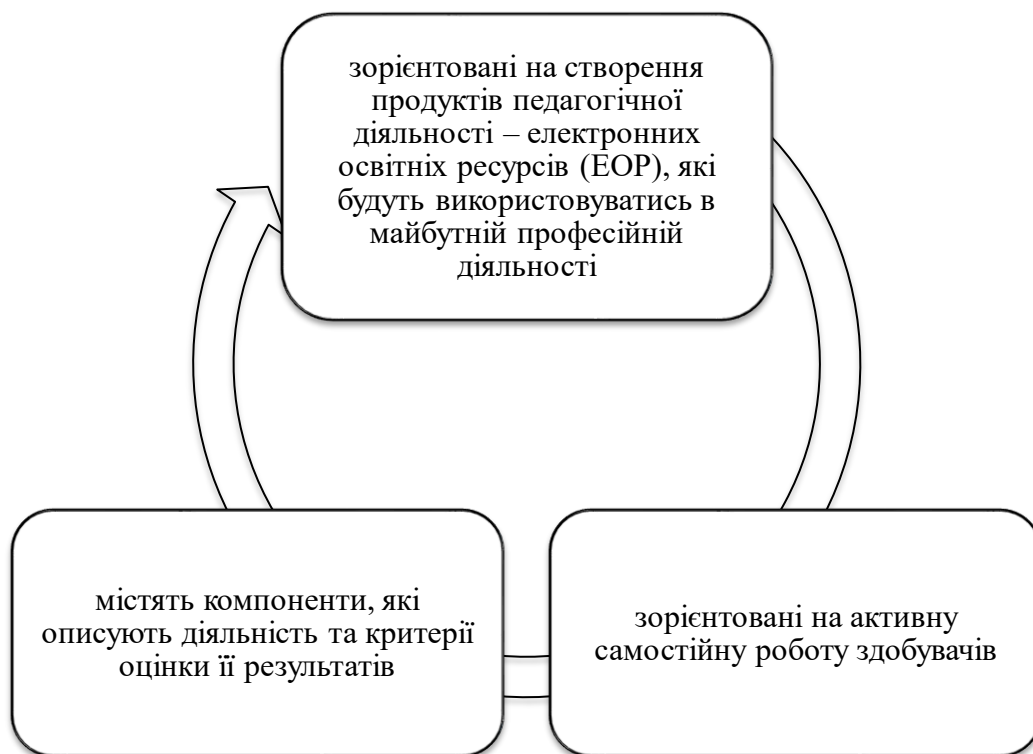 зорієнтовані на створення
продуктів педагогічної
діяльності – електронних
освітніх ресурсів (ЕОР), які
будуть використовуватись в
майбутній професійній
діяльності
містять компоненти, які
описують діяльність та критерії
оцінки її результатів
зорієнтовані на активну
самостійну роботу здобувачів